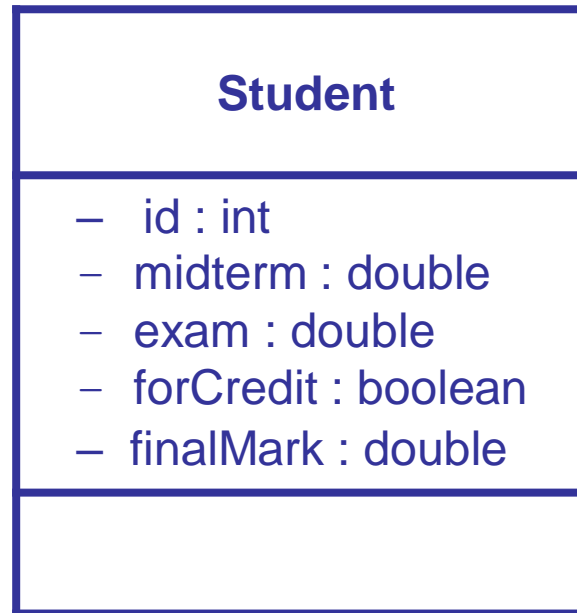 Student
– id : int
– midterm : double
– exam : double
– forCredit : boolean
– finalMark : double